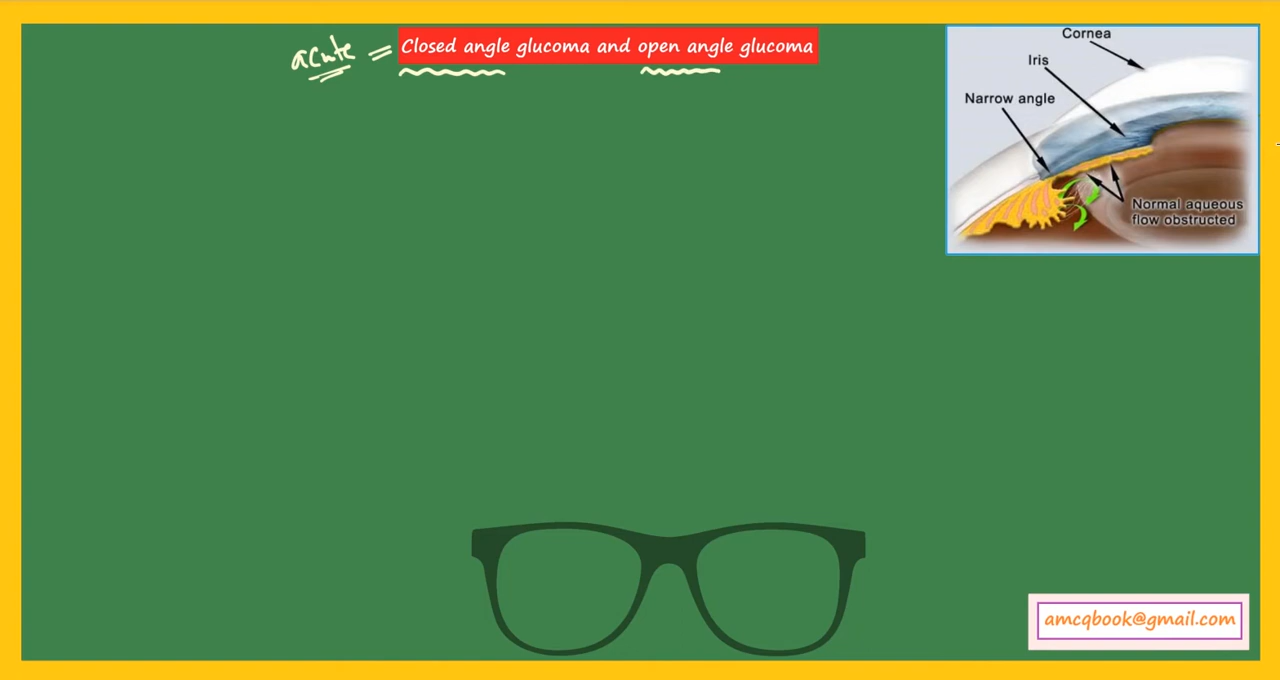 acute = Closed angle glucoma and open angle glucoma
Cornea
Iris
Narrow angle
Normal aqueous
flow obstructed
amcqbook@gmail.com